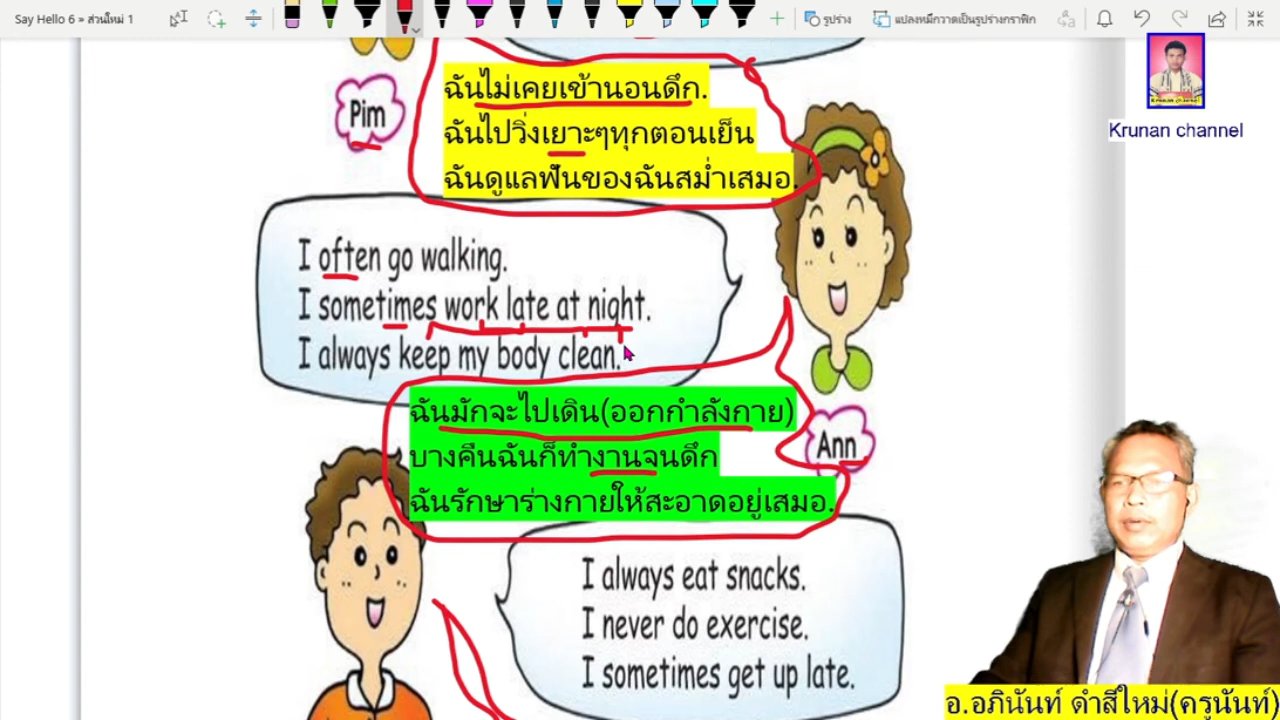 Say Hello 6 » ส่วนใหม่ 1
รูปร่าง
แปลงหมึกวาดเป็นรูปร่างกราฟิก
Krunan channel
Pim
ฉันไม่เคยเข้านอนดึก.
ฉันไปวิ่งเยาะๆทุกตอนเย็น
ฉันดูแลฟันของฉันสม่ำเสมอ.
I often go walking.
I sometimes work late at night.
I always keep my body clean.
ฉันมักจะไปเดิน(ออกกำลังกาย)
บางคืนฉันก็ทำงานจนดึก
ฉันรักษาร่างกายให้สะอาดอยู่เสมอ.
Ann
I always eat snacks.
I never do exercise.
I sometimes get up late.
อ.อภินันท์ ดำสีใหม่(ครูนันท์)